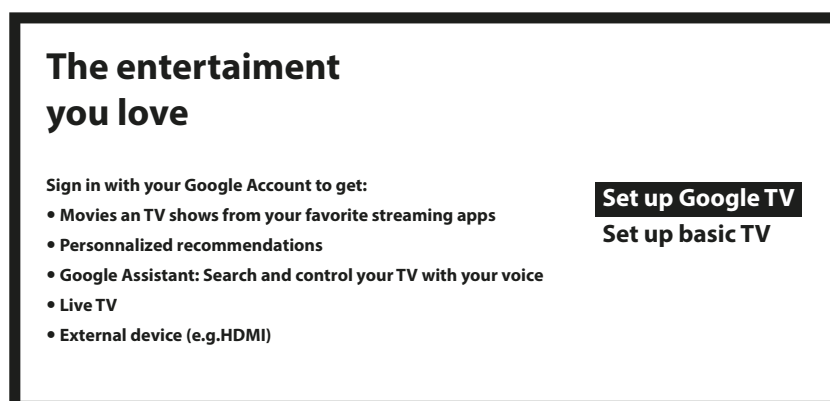 The entertaiment
you love
Sign in with your Google Account to get:
• Movies an TV shows from your favorite streaming apps
• Personnalized recommendations
• Google Assistant: Search and control your TV with your voice
• Live TV
• External device (e.g.HDMI)
Set up Google TV
Set up basic TV